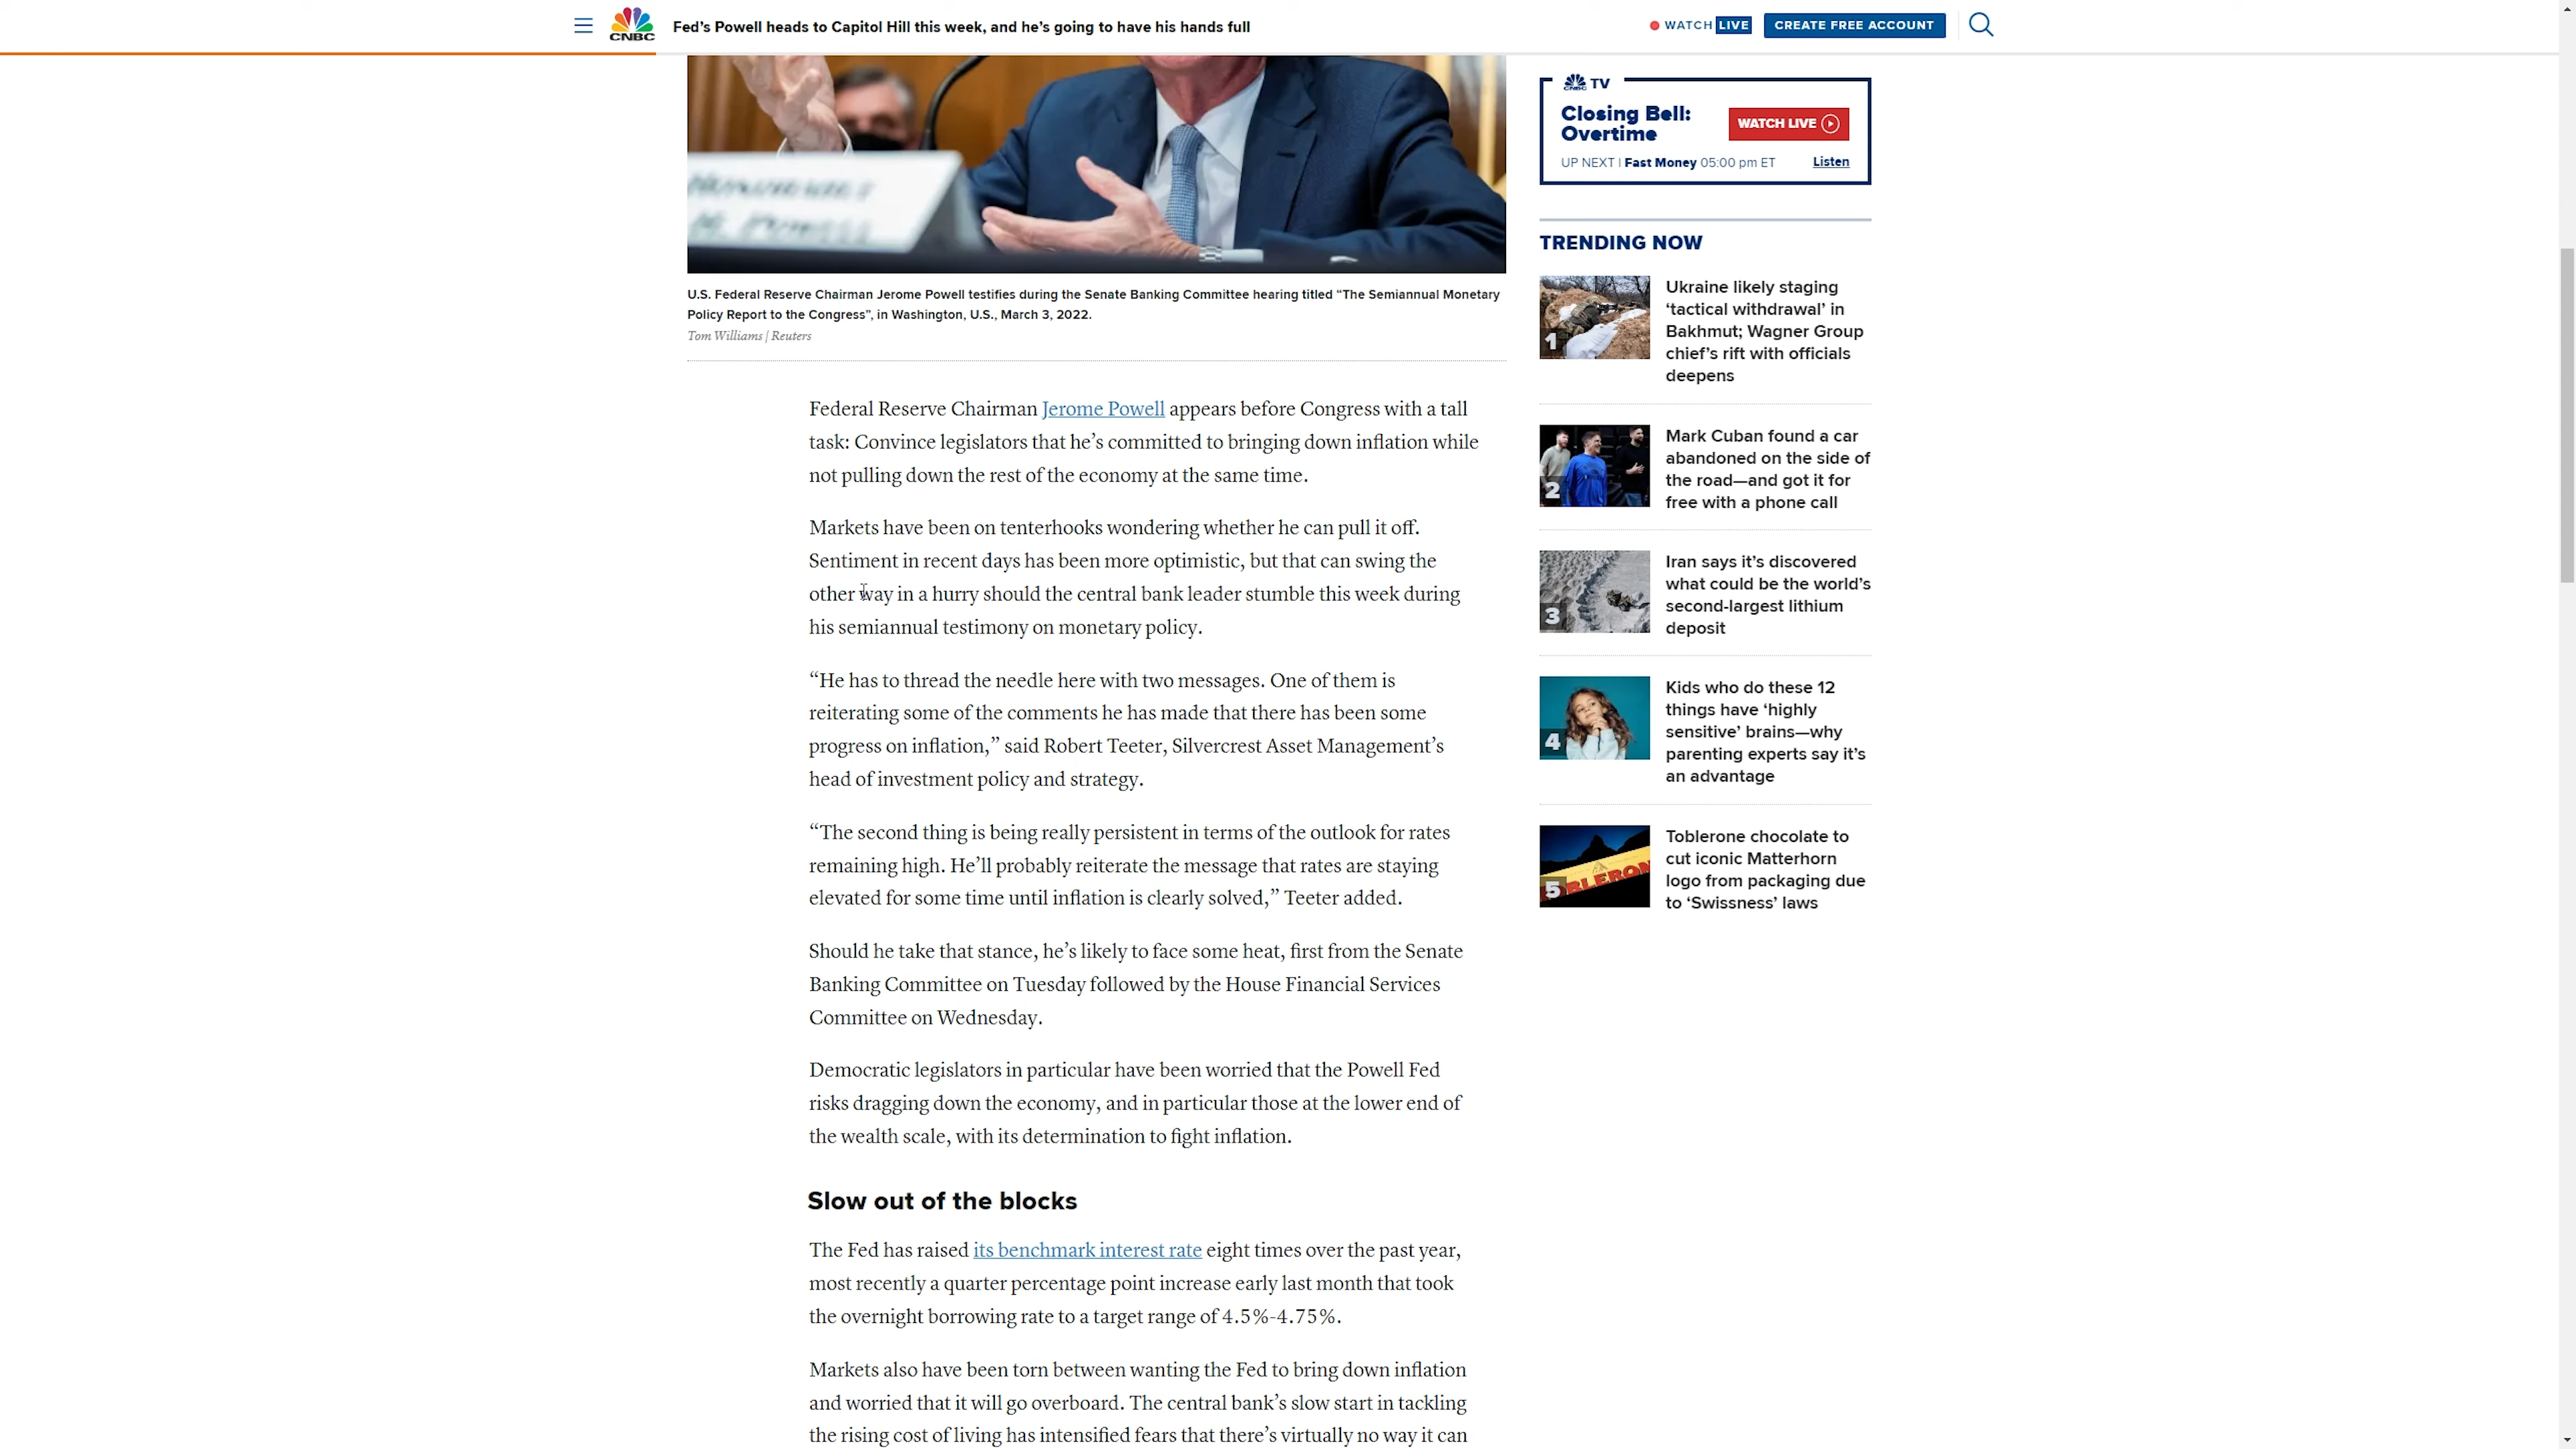 CNBC
Fed’s Powell heads to Capitol Hill this week, and he’s going to have his hands full
WATCH LIVE
CREATE FREE ACCOUNT
U.S. Federal Reserve Chairman Jerome Powell testifies during the Senate Banking Committee hearing titled “The Semiannual Monetary
Policy Report to the Congress”, in Washington, U.S., March 3, 2022.
Tom Williams | Reuters
Federal Reserve Chairman Jerome Powell appears before Congress with a tall
task: Convince legislators that he’s committed to bringing down inflation while
not pulling down the rest of the economy at the same time.
Markets have been on tenterhooks wondering whether he can pull it off.
Sentiment in recent days has been more optimistic, but that can swing the
other way in a hurry should the central bank leader stumble this week during
his semiannual testimony on monetary policy.
“He has to thread the needle here with two messages. One of them is
reiterating some of the comments he has made that there has been some
progress on inflation,” said Robert Teeter, Silvercrest Asset Management’s
head of investment policy and strategy.
“The second thing is being really persistent in terms of the outlook for rates
remaining high. He’ll probably reiterate the message that rates are staying
elevated for some time until inflation is clearly solved,” Teeter added.
Should he take that stance, he’s likely to face some heat, first from the Senate
Banking Committee on Tuesday followed by the House Financial Services
Committee on Wednesday.
Democratic legislators in particular have been worried that the Powell Fed
risks dragging down the economy, and in particular those at the lower end of
the wealth scale, with its determination to fight inflation.
Slow out of the blocks
The Fed has raised its benchmark interest rate eight times over the past year,
most recently a quarter percentage point increase early last month that took
the overnight borrowing rate to a target range of 4.5%-4.75%.
Markets also have been torn between wanting the Fed to bring down inflation
and worried that it will go overboard. The central bank’s slow start in tackling
the rising cost of living has intensified fears that there’s virtually no way it can
CNBC TV
Closing Bell:
Overtime
WATCH LIVE
UP NEXT | Fast Money 05:00 pm ET
Listen
TRENDING NOW
1
Ukraine likely staging
‘tactical withdrawal’ in
Bakhmut; Wagner Group
chief’s rift with officials
deepens
2
Mark Cuban found a car
abandoned on the side of
the road—and got it for
free with a phone call
3
Iran says it’s discovered
what could be the world’s
second-largest lithium
deposit
4
Kids who do these 12
things have ‘highly
sensitive’ brains—why
parenting experts say it’s
an advantage
5
Toblerone chocolate to
cut iconic Matterhorn
logo from packaging due
to ‘Swissness’ laws